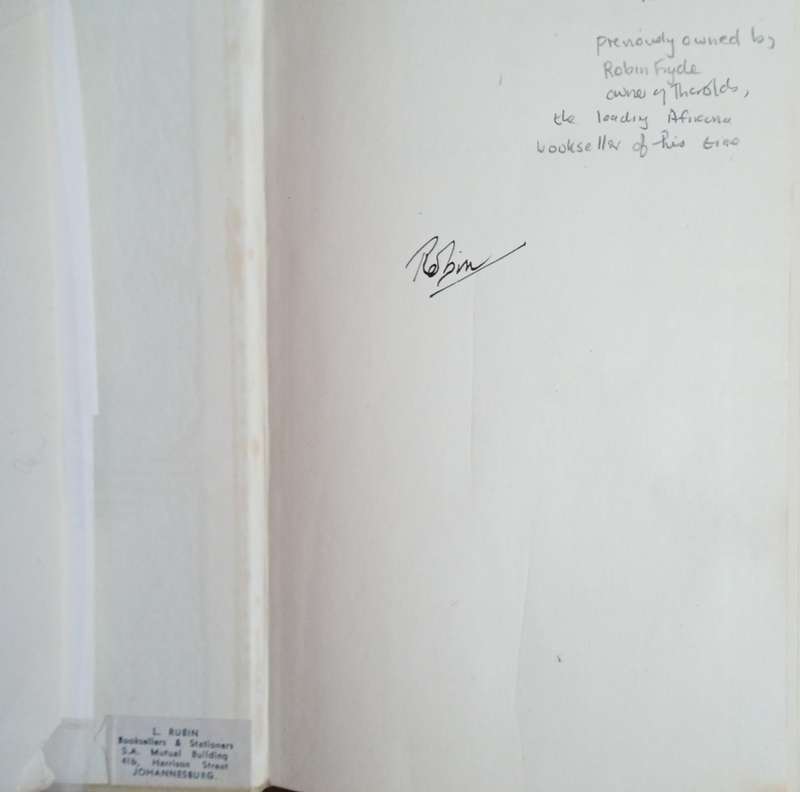 previously owned by
Robin Fryde
owner of Thorolds,
the leading Africana
bookseller of his time
Robin
L. RUBIN
Booksellers & Stationers
S.A. Mutual Building
41b, Harrison Street
JOHANNESBURG.